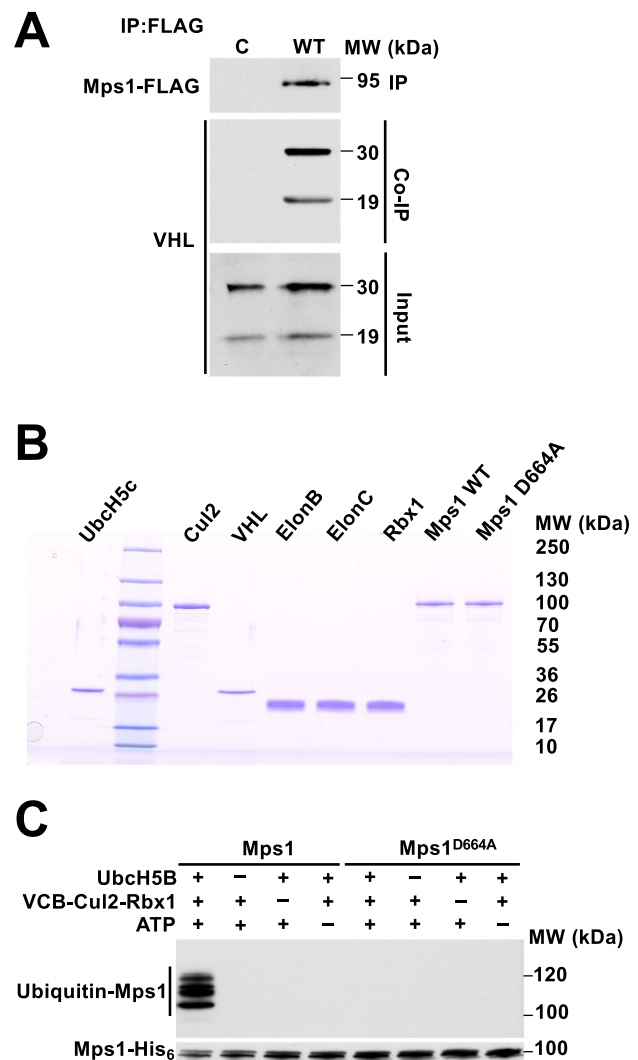 A
IP:FLAG
C WT MW (kDa)
Mps1-FLAG 95 IP
30
19
Co-IP
VHL
30
19
Input
B
UbcH5c Cul2 VHL ElonB ElonC Rbx1 Mps1 WT Mps1 D664A
MW (kDa)
250
130
100
70
55
36
26
17
10
C
Mps1 Mps1D664A
UbcH5B + – + + + – + +
VCB-Cul2-Rbx1 + + – + + + – +
ATP + + + – + + + –
MW (kDa)
120
Ubiquitin-Mps1
100
Mps1-His6 100